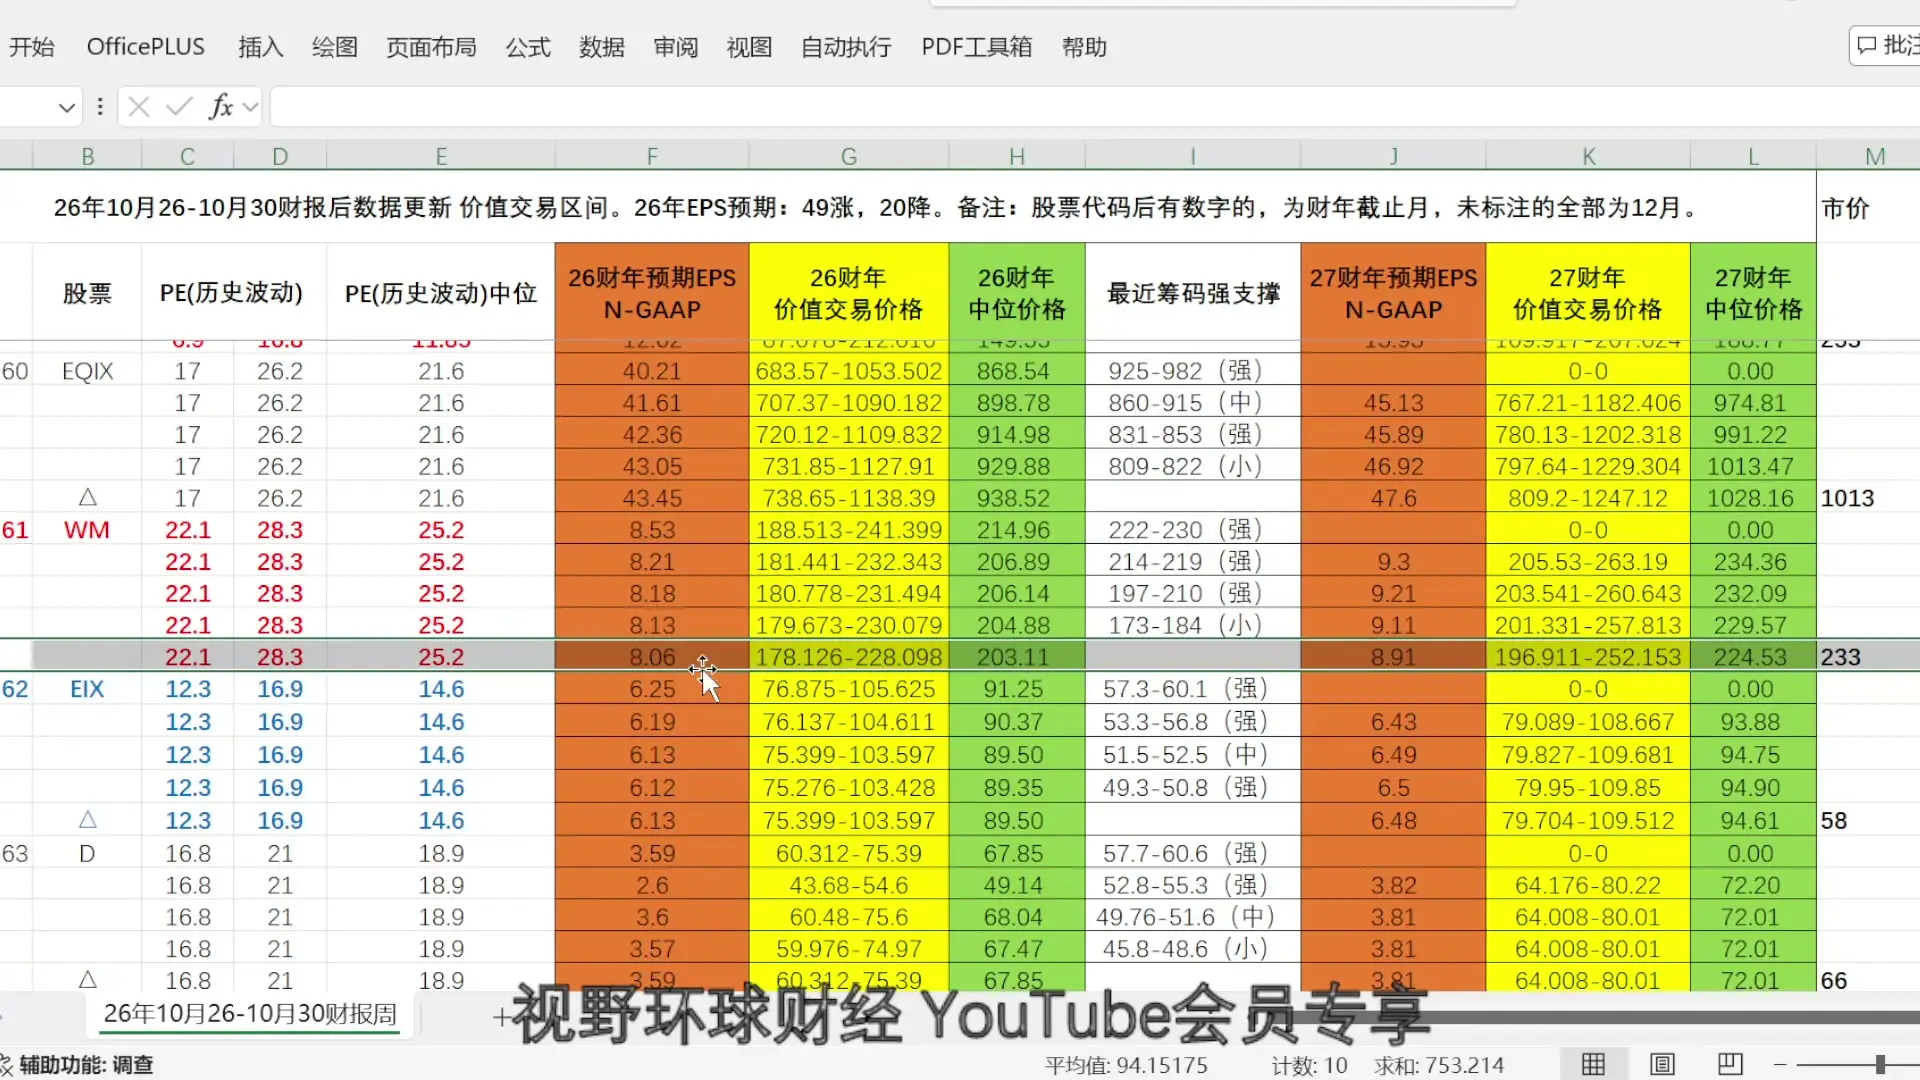 开始 OfficePLUS 插入 绘图 页面布局 公式 数据 审阅 视图 自动执行 PDF工具箱 帮助 批注
fx
B C D E F G H I J K L M
26年10月26-10月30财报后数据更新 价值交易区间。26年EPS预期：49涨，20降。备注：股票代码后有数字的，为财年截止月，未标注的全部为12月。 市价
股票 PE(历史波动) PE(历史波动)中位 26财年预期EPS N-GAAP 26财年 价值交易价格 26财年 中位价格 最近筹码强支撑 27财年预期EPS N-GAAP 27财年 价值交易价格 27财年 中位价格
60 EQIX 17 26.2 21.6 40.21 683.57-1053.502 868.54 925-982（强） 0-0 0.00
17 26.2 21.6 41.61 707.37-1090.182 898.78 860-915（中） 45.13 767.21-1182.406 974.81
17 26.2 21.6 42.36 720.12-1109.832 914.98 831-853（强） 45.89 780.13-1202.318 991.22
17 26.2 21.6 43.05 731.85-1127.91 929.88 809-822（小） 46.92 797.64-1229.304 1013.47
△ 17 26.2 21.6 43.45 738.65-1138.39 938.52 47.6 809.2-1247.12 1028.16 1013
61 WM 22.1 28.3 25.2 8.53 188.513-241.399 214.96 222-230（强） 0-0 0.00
22.1 28.3 25.2 8.21 181.441-232.343 206.89 214-219（强） 9.3 205.53-263.19 234.36
22.1 28.3 25.2 8.18 180.778-231.494 206.14 197-210（强） 9.21 203.541-260.643 232.09
22.1 28.3 25.2 8.13 179.673-230.079 204.88 173-184（小） 9.11 201.331-257.813 229.57
22.1 28.3 25.2 8.06 178.126-228.098 203.11 8.91 196.911-252.153 224.53 233
62 EIX 12.3 16.9 14.6 6.25 76.875-105.625 91.25 57.3-60.1（强） 0-0 0.00
12.3 16.9 14.6 6.19 76.137-104.611 90.37 53.3-56.8（强） 6.43 79.089-108.667 93.88
12.3 16.9 14.6 6.13 75.399-103.597 89.50 51.5-52.5（中） 6.49 79.827-109.681 94.75
12.3 16.9 14.6 6.12 75.276-103.428 89.35 49.3-50.8（强） 6.5 79.95-109.85 94.90
△ 12.3 16.9 14.6 6.13 75.399-103.597 89.50 6.48 79.704-109.512 94.61 58
63 D 16.8 21 18.9 3.59 60.312-75.39 67.85 57.7-60.6（强） 0-0 0.00
16.8 21 18.9 2.6 43.68-54.6 49.14 52.8-55.3（强） 3.82 64.176-80.22 72.20
16.8 21 18.9 3.6 60.48-75.6 68.04 49.76-51.6（中） 3.81 64.008-80.01 72.01
16.8 21 18.9 3.57 59.976-74.97 67.47 45.8-48.6（小） 3.81 64.008-80.01 72.01
△ 16.8 21 18.9 3.59 60.312-75.39 67.85 3.81 64.008-80.01 72.01 66
26年10月26-10月30财报周
视野环球财经 YouTube会员专享
辅助功能: 调查 平均值: 94.15175 计数: 10 求和: 753.214